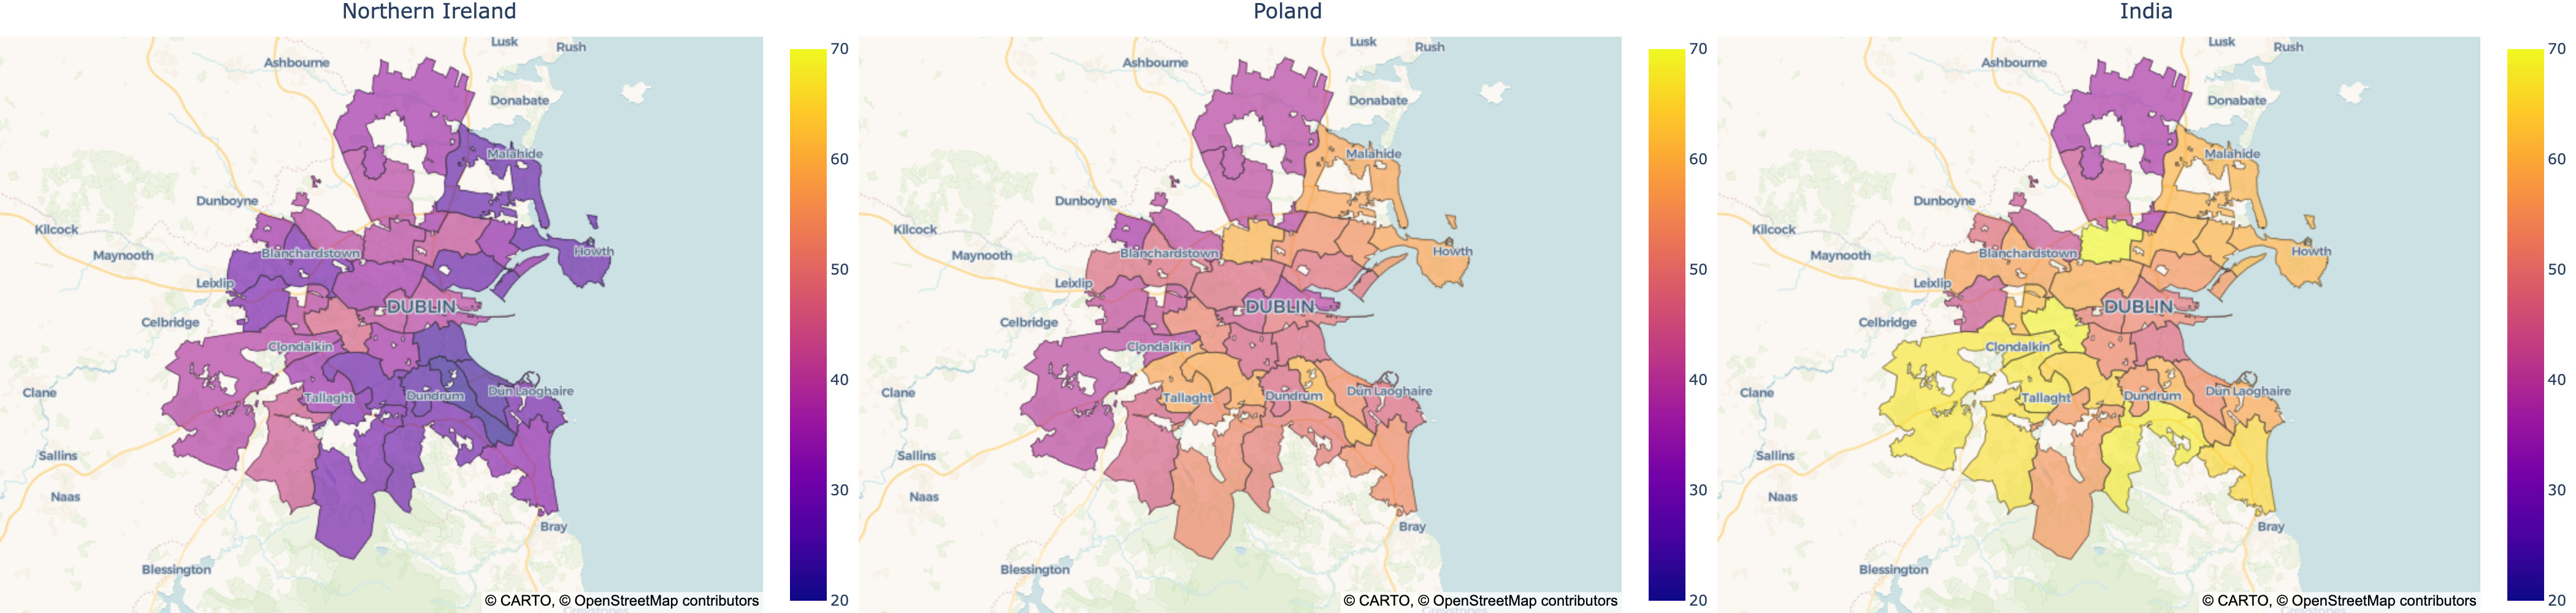 Northern Ireland
Lusk
Rush
Ashbourne
Donabate
Malahide
Dunboyne
Kilcock
Maynooth
Blanchardstown
Howth
Leixlip
DUBLIN
Celbridge
Clondalkin
Clane
Tallaght
Dundrum
Dún Laoghaire
Sallins
Naas
Bray
Blessington
© CARTO, © OpenStreetMap contributors
70
60
50
40
30
20
Poland
Lusk
Rush
Ashbourne
Donabate
Malahide
Dunboyne
Kilcock
Maynooth
Blanchardstown
Howth
Leixlip
DUBLIN
Celbridge
Clondalkin
Clane
Tallaght
Dundrum
Dún Laoghaire
Sallins
Naas
Bray
Blessington
© CARTO, © OpenStreetMap contributors
70
60
50
40
30
20
India
Lusk
Rush
Ashbourne
Donabate
Malahide
Dunboyne
Kilcock
Maynooth
Blanchardstown
Howth
Leixlip
DUBLIN
Celbridge
Clondalkin
Clane
Tallaght
Dundrum
Dún Laoghaire
Sallins
Naas
Bray
Blessington
© CARTO, © OpenStreetMap contributors
70
60
50
40
30
20